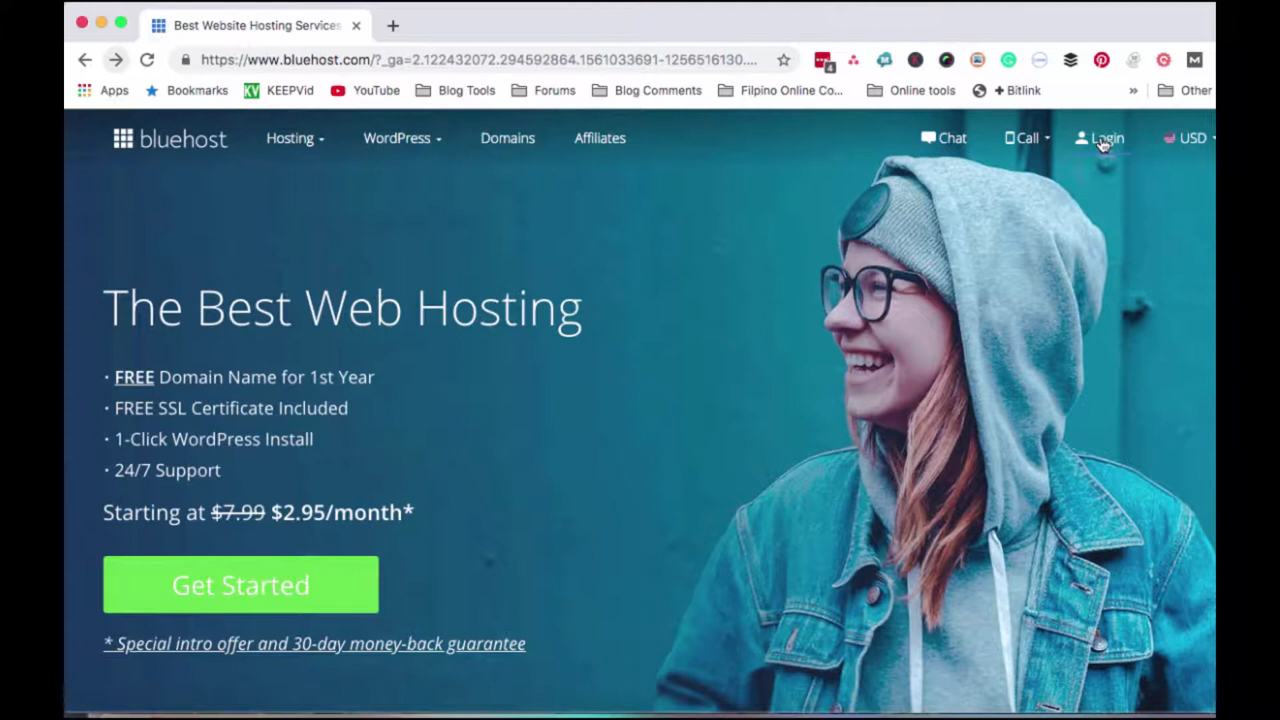 Best Website Hosting Services
https://www.bluehost.com/?_ga=2.122432072.294592864.1561033691-1256516130....
4
Apps Bookmarks KV KEEPVid YouTube Blog Tools Forums Blog Comments Filpino Online Co... Online tools + Bitlink » Other
bluehost Hosting WordPress Domains Affiliates Chat Call Login USD
The Best Web Hosting
· FREE Domain Name for 1st Year
· FREE SSL Certificate Included
· 1-Click WordPress Install
· 24/7 Support
Starting at $7.99 $2.95/month*
Get Started
* Special intro offer and 30-day money-back guarantee